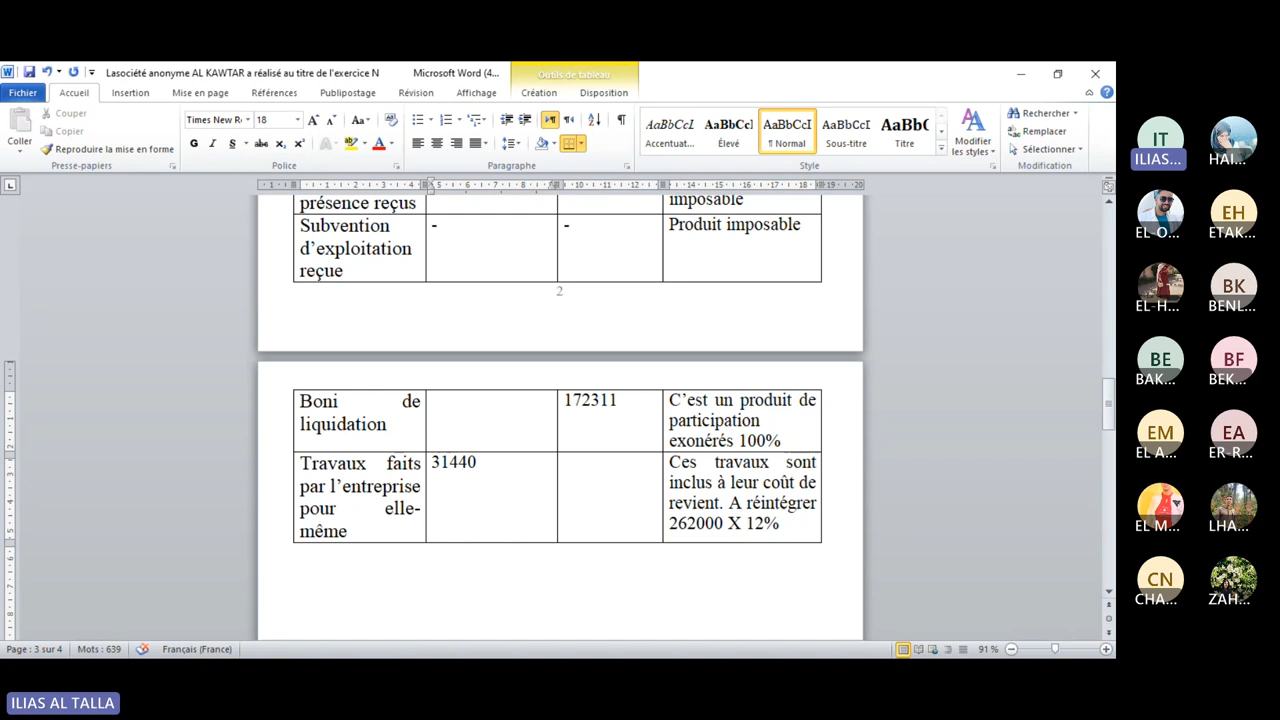 Lasociété anonyme AL KAWTAR a réalisé au titre de l'exercice N
Microsoft Word (4...
Outils de tableau
Fichier
Accueil
Insertion
Mise en page
Références
Publipostage
Révision
Affichage
Création
Disposition
Couper
Copier
Coller
Reproduire la mise en forme
Presse-papiers
Times New R
18
Police
Paragraphe
AaBbCcL
AaBbCcI
AaBbCcI
AaBbCcI
AaBbC
Accentuat...
Élevé
¶ Normal
Sous-titre
Titre
Style
Modifier
les styles
Rechercher
Remplacer
Sélectionner
Modification
présence reçus
imposable
Subvention
d'exploitation
reçue
-
-
Produit imposable
2
Boni de
liquidation
172311
C'est un produit de
participation
exonérés 100%
Travaux faits
par l'entreprise
pour elle-
même
31440
Ces travaux sont
inclus à leur coût de
revient. A réintégrer
262000 X 12%
Page : 3 sur 4
Mots : 639
Français (France)
91 %
IT
ILIAS...
HAI...
EL-O...
EH
ETAK...
EL-H...
BK
BENL...
BE
BAK...
BF
BEK...
EM
EL A...
EA
ER-R...
EL M...
LHA...
CN
CHA...
ZAH...
ILIAS AL TALLA